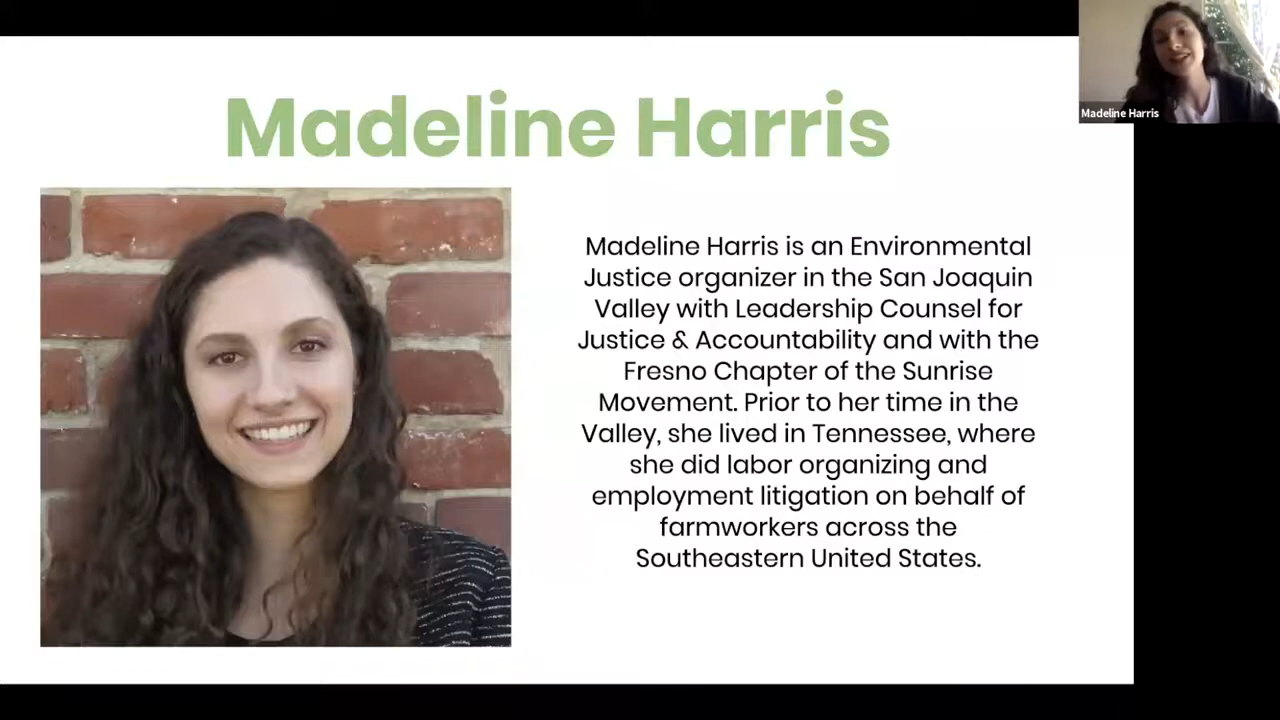 Madeline Harris
Madeline Harris
Madeline Harris is an Environmental
Justice organizer in the San Joaquin
Valley with Leadership Counsel for
Justice & Accountability and with the
Fresno Chapter of the Sunrise
Movement. Prior to her time in the
Valley, she lived in Tennessee, where
she did labor organizing and
employment litigation on behalf of
farmworkers across the
Southeastern United States.